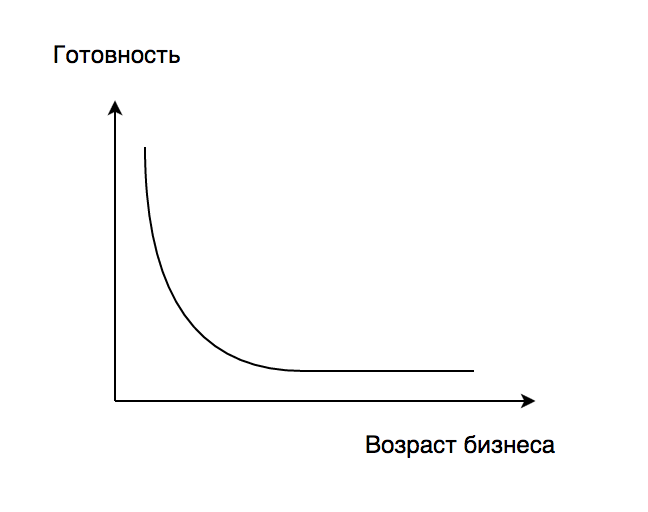 Готовность
Возраст бизнеса